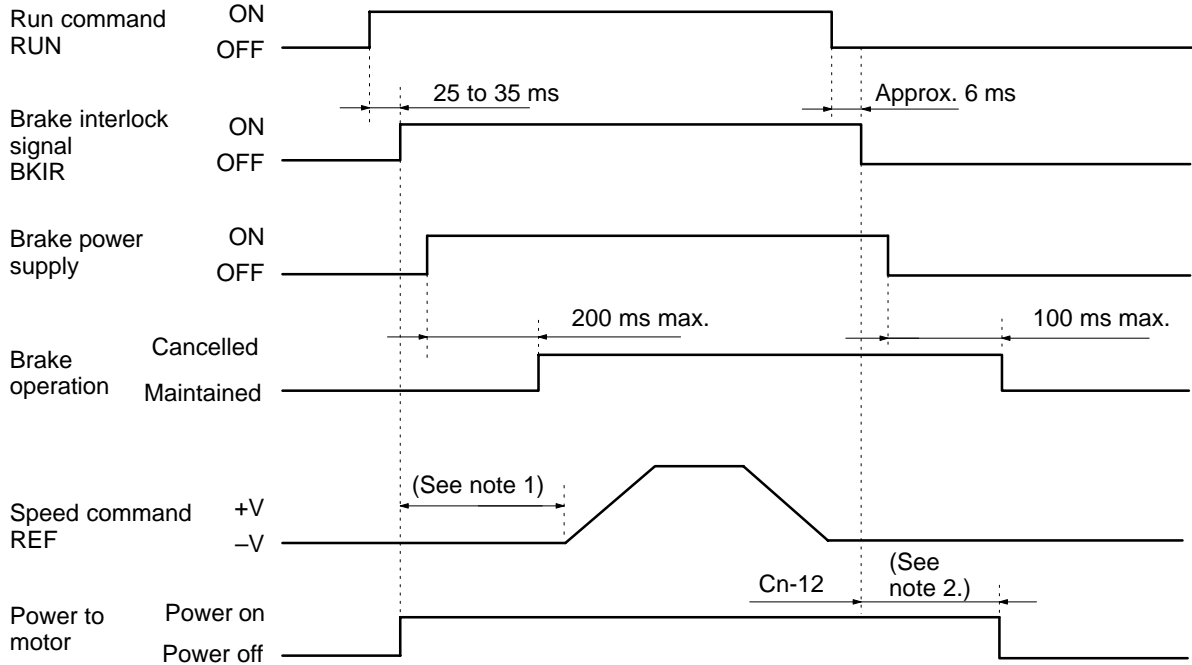 Run command
RUN
ON
OFF
25 to 35 ms
Approx. 6 ms
Brake interlock
signal
BKIR
ON
OFF
Brake power
supply
ON
OFF
200 ms max.
100 ms max.
Brake
operation
Cancelled
Maintained
(See note 1)
Speed command
REF
+V
–V
Cn-12
(See
note 2.)
Power to
motor
Power on
Power off